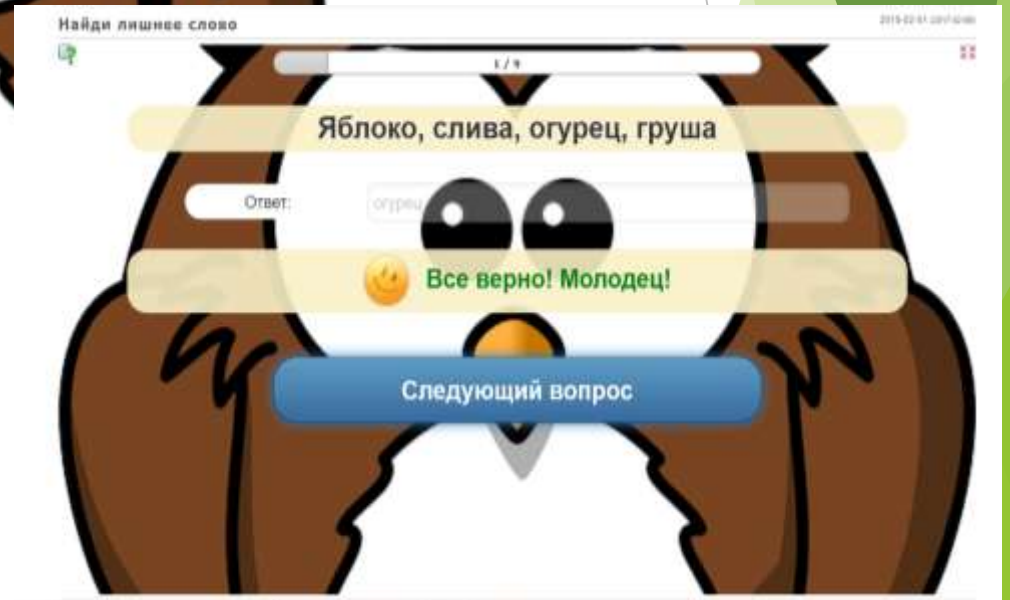 Найди лишнее слово
1 / 9
Яблоко, слива, огурец, груша
Ответ:
огурец
Все верно! Молодец!
Следующий вопрос